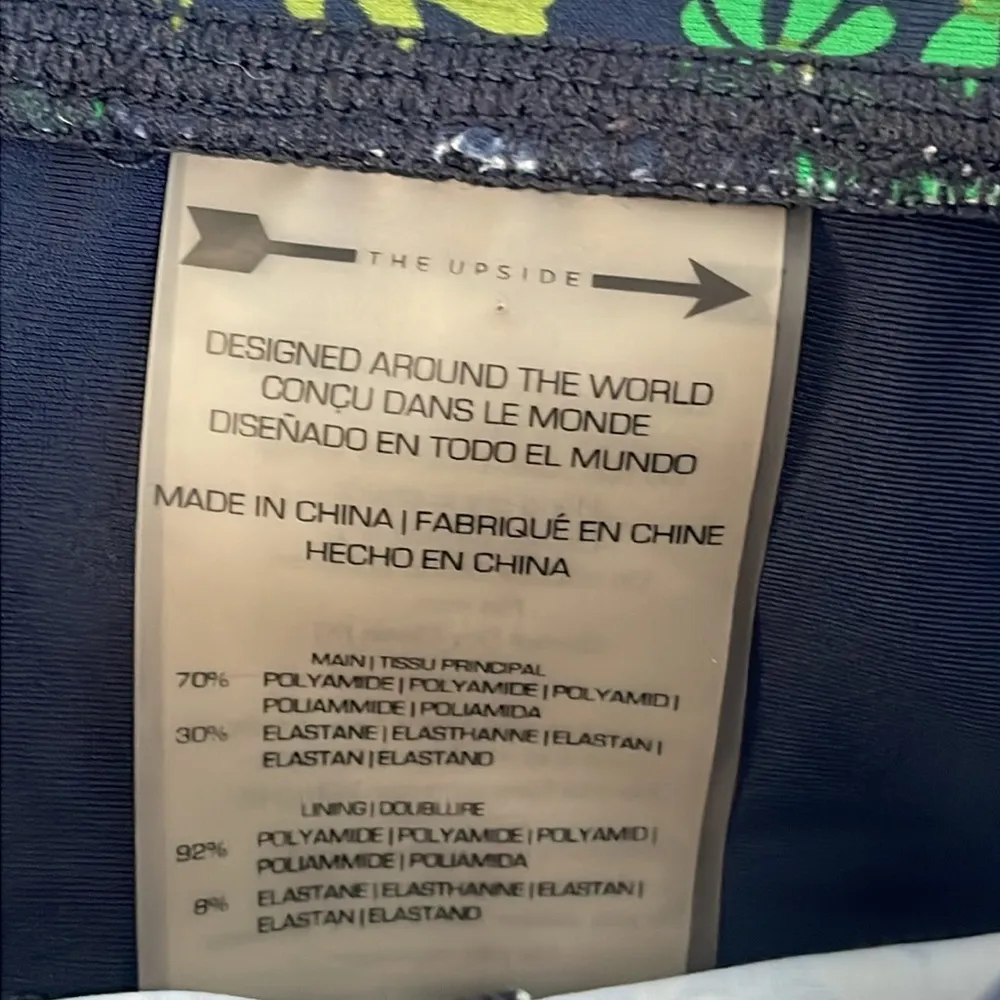 THE UPSIDE
DESIGNED AROUND THE WORLD
CONÇU DANS LE MONDE
DISEÑADO EN TODO EL MUNDO
MADE IN CHINA | FABRIQUÉ EN CHINE
HECHO EN CHINA
MAIN | TISSU PRINCIPAL
70% POLYAMIDE | POLYAMIDE | POLYAMID |
POLIAMMIDE | POLIAMIDA
30% ELASTANE | ELASTHANNE | ELASTAN |
ELASTAN | ELASTANO
LINING | DOUBLURE
92% POLYAMIDE | POLYAMIDE | POLYAMID |
POLIAMMIDE | POLIAMIDA
8% ELASTANE | ELASTHANNE | ELASTAN |
ELASTAN | ELASTANO